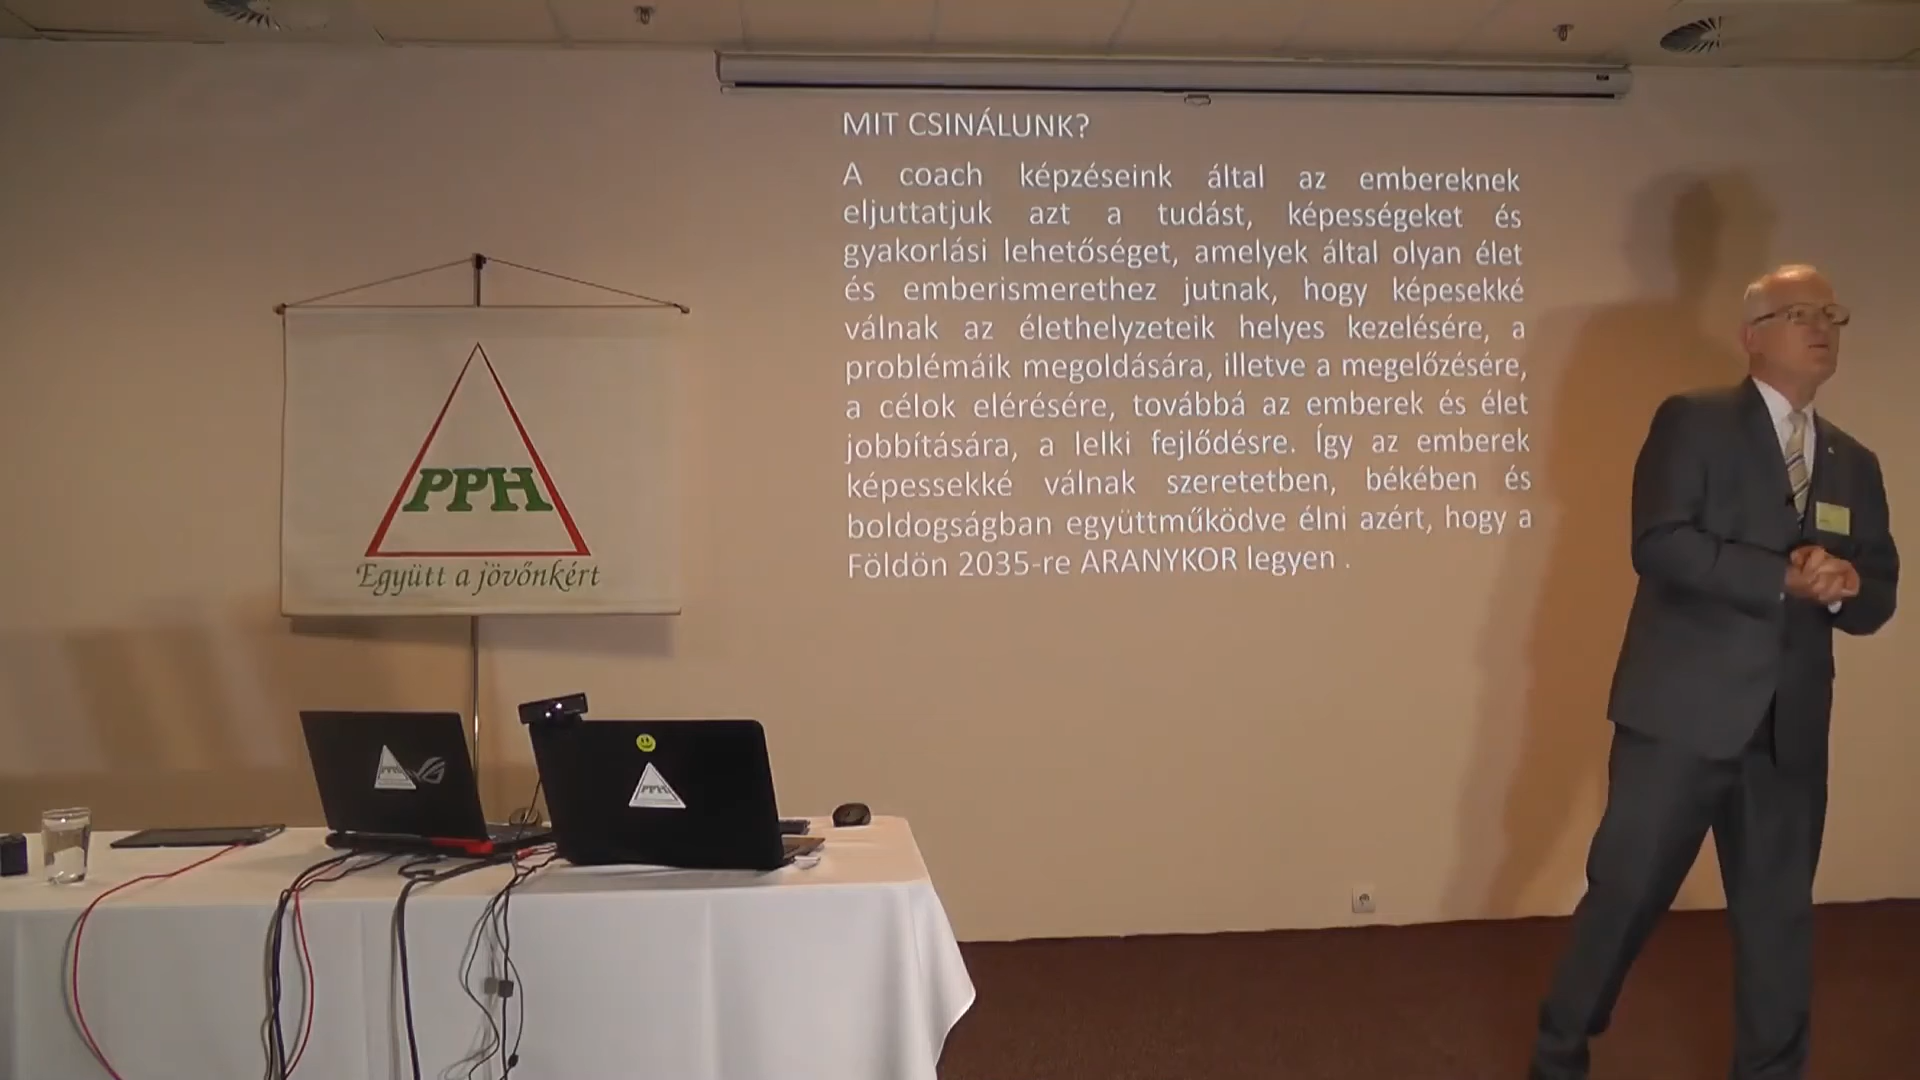 MIT CSINÁLUNK?
A coach képzéseink által az embereknek
eljuttatjuk azt a tudást, képességeket és
gyakorlási lehetőséget, amelyek által olyan élet
és emberismerethez jutnak, hogy képesekké
válnak az élethelyzeteik helyes kezelésére, a
problémáik megoldására, illetve a megelőzésére,
a célok elérésére, továbbá az emberek és élet
jobbítására, a lelki fejlődésre. Így az emberek
képessekké válnak szeretetben, békében és
boldogságban együttműködve élni azért, hogy a
Földön 2035-re ARANYKOR legyen .
PPH
Együtt a jövőnkért
PPH
PPH